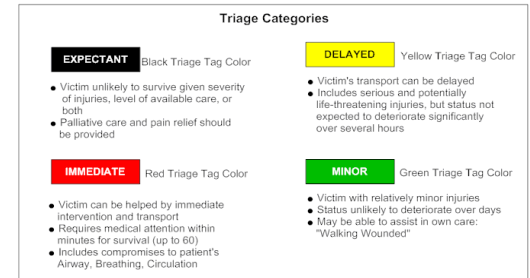 Triage Categories
EXPECTANT Black Triage Tag Color
• Victim unlikely to survive given severity
of injuries, level of available care, or
both
• Palliative care and pain relief should
be provided
DELAYED Yellow Triage Tag Color
• Victim's transport can be delayed
• Includes serious and potentially
life-threatening injuries, but status not
expected to deteriorate significantly
over several hours
IMMEDIATE Red Triage Tag Color
• Victim can be helped by immediate
intervention and transport
• Requires medical attention within
minutes for survival (up to 60)
• Includes compromises to patient's
Airway, Breathing, Circulation
MINOR Green Triage Tag Color
• Victim with relatively minor injuries
• Status unlikely to deteriorate over days
• May be able to assist in own care:
"Walking Wounded"